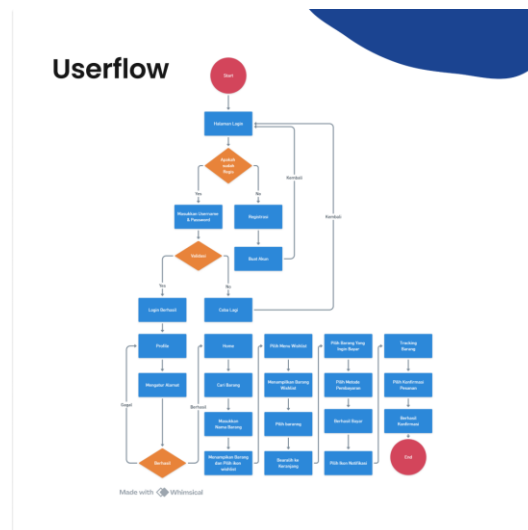 Userflow
Start
Halaman Login
Apakah
sudah
Regis
Yes
No
Kembali
Kembali
Masukkan Username
& Password
Registrasi
Validasi
Buat Akun
Yes
No
Login Berhasil
Coba Lagi
Profile
Home
Pilih Menu Wishlist
Pilih Barang Yang
Ingin Bayar
Tracking
Barang
Mengatur Alamat
Cari Barang
Menampilkan Barang
Wishlist
Pilih Metode
Pembayaran
Pilih Konfirmasi
Pesanan
Gagal
Berhasil
Masukkan
Nama Barang
Pilih barang
Berhasil Bayar
Berhasil
Konfirmasi
Berhasil
Menampilkan Barang
dan Pilih Ikon
wishlist
Beralih ke
Keranjang
Pilih Ikon Notifikasi
End
Made with Whimsical